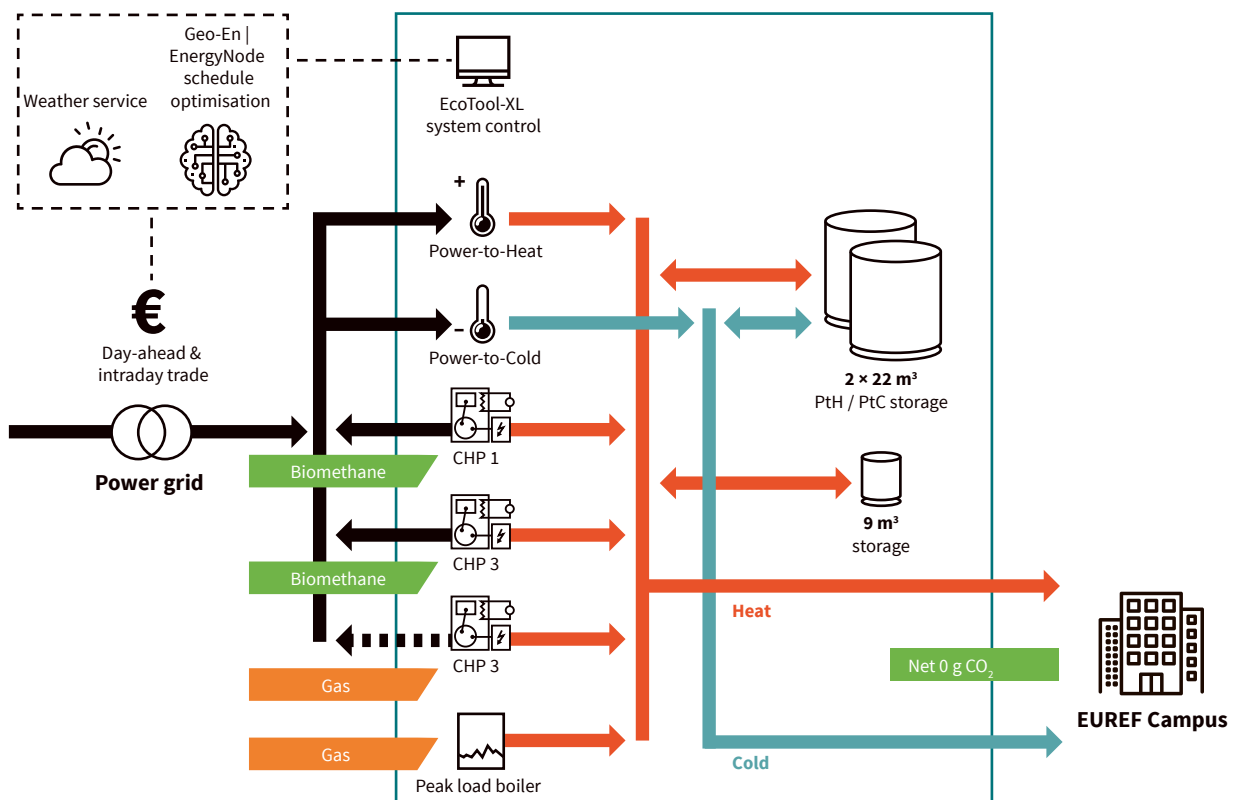 Geo-En |
EnergyNode
schedule
optimisation
Weather service
EcoTool-XL
system control
+
Power-to-Heat
€
Day-ahead &
intraday trade
–
Power-to-Cold
2 × 22 m³
PtH / PtC storage
Power grid
CHP 1
Biomethane
9 m³
storage
CHP 3
Biomethane
Heat
CHP 3
Gas
Net 0 g CO₂
EUREF Campus
Gas
Cold
Peak load boiler